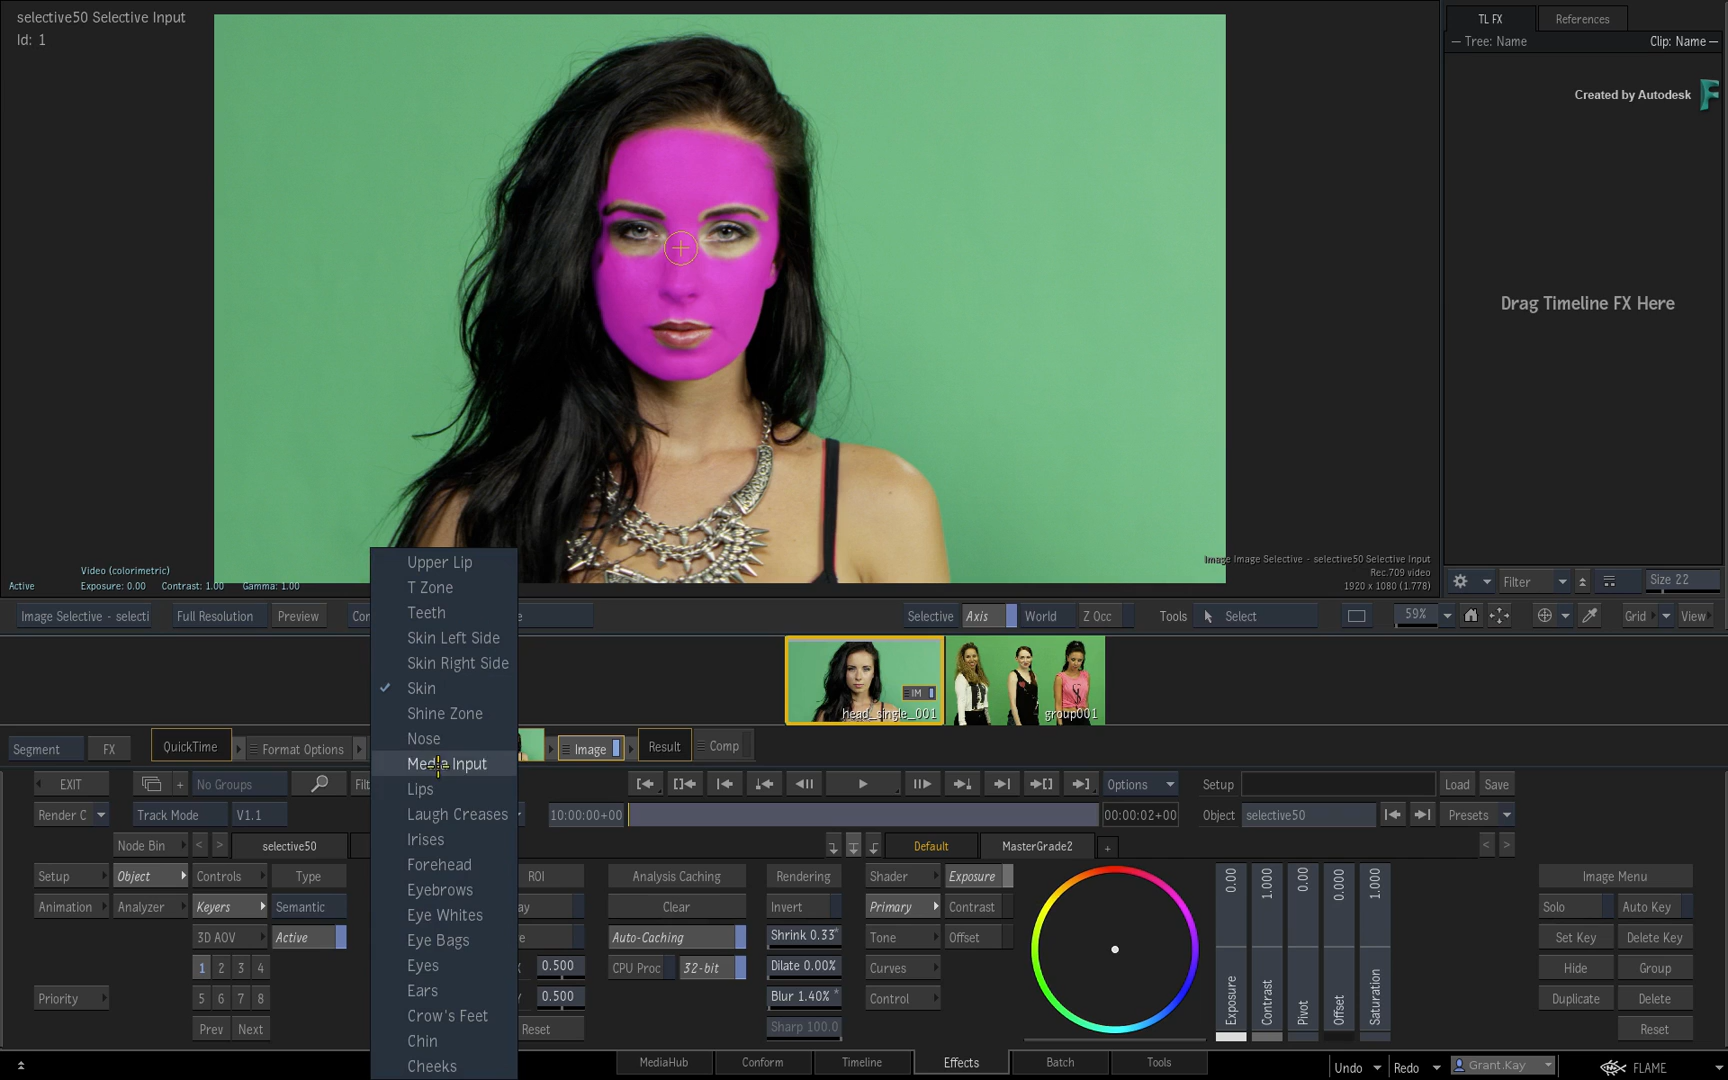 selective50 Selective Input
Id: 1
TL FX
References
Tree: Name
Clip: Name
Created by Autodesk
Drag Timeline FX Here
Video (colorimetric)
Active
Exposure: 0.00
Contrast: 1.00
Gamma: 1.00
Image Image Selective - selective50 Selective Input
Rec.709 video
1920 x 1080 (1.778)
Filter
Size 22
Image Selective - selecti
Full Resolution
Preview
Selective
Axis
World
Z Occ
Tools
Select
59%
Grid
View
head_single_001
IM
group001
Segment
FX
QuickTime
Format Options
Image
Result
Comp
Upper Lip
T Zone
Teeth
Skin Left Side
Skin Right Side
Skin
Shine Zone
Nose
Media Input
Lips
Laugh Creases
Irises
Forehead
Eyebrows
Eye Whites
Eye Bags
Eyes
Ears
Crow's Feet
Chin
Cheeks
EXIT
+
No Groups
Options
Setup
Load
Save
Render C
Track Mode
V1.1
10:00:00+00
00:00:02+00
Object
selective50
Presets
Node Bin
<
>
selective50
Default
MasterGrade2
+
<
>
Setup
Object
Controls
Type
ROI
Analysis Caching
Rendering
Shader
Exposure
Image Menu
Animation
Analyzer
Keyers
Semantic
Clear
Invert
Primary
Contrast
Solo
Auto Key
3D AOV
Active
Auto-Caching
Shrink 0.33
Tone
Offset
Set Key
Delete Key
1 2 3 4
0.500
CPU Proc
32-bit
Dilate 0.00%
Curves
Hide
Group
Priority
5 6 7 8
0.500
Blur 1.40%
Control
Duplicate
Delete
Prev
Next
Reset
Sharp 100.0
Reset
0.00
1.000
0.00
0.000
1.000
Exposure
Contrast
Pivot
Offset
Saturation
MediaHub
Conform
Timeline
Effects
Batch
Tools
Undo
Redo
Grant.Kay
FLAME